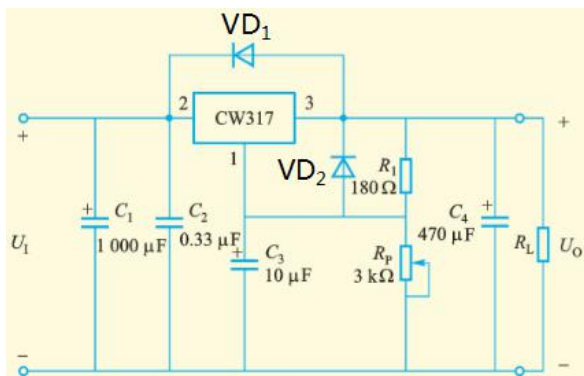 VD₁
2
CW317
3
+
1
VD₂
R₁
180 Ω
+
+
C₁
1 000 μF
C₂
0.33 μF
+
C₃
10 μF
R_P
3 kΩ
+
C₄
470 μF
R_L
U_I
U_O
−
−